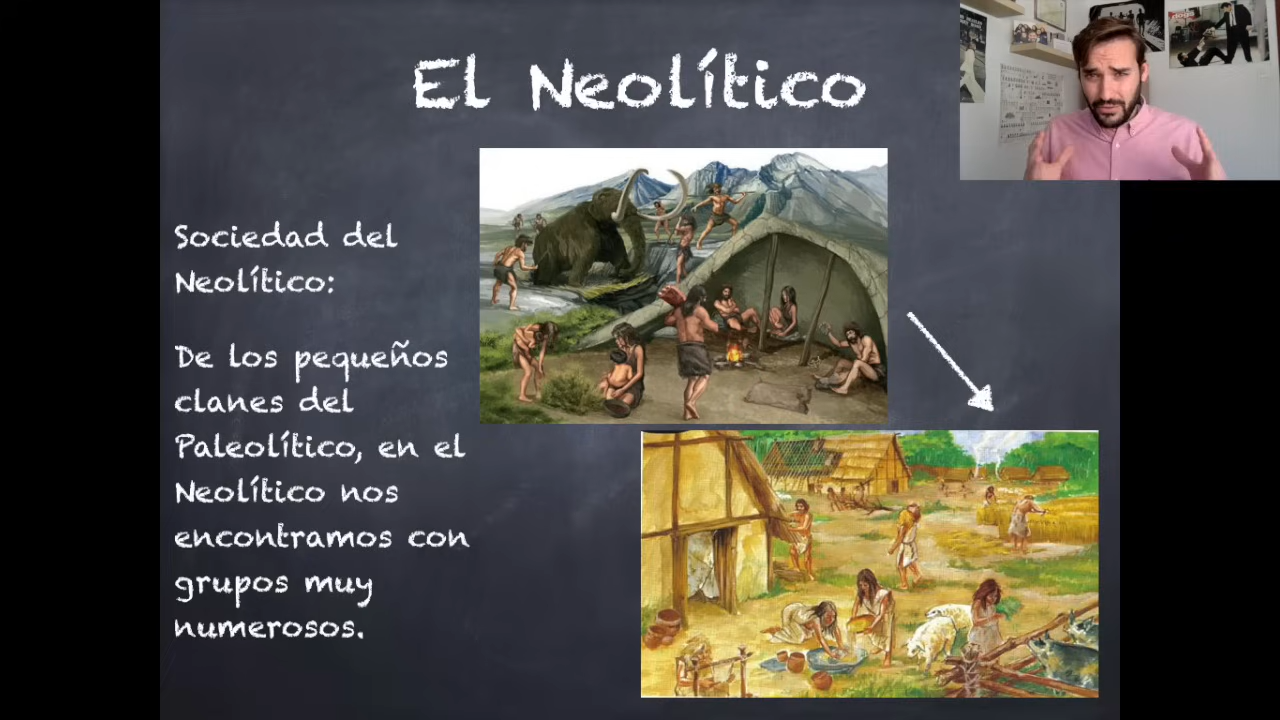 El Neolítico
Sociedad del
Neolítico:
De los pequeños
clanes del
Paleolítico, en el
Neolítico nos
encontramos con
grupos muy
numerosos.